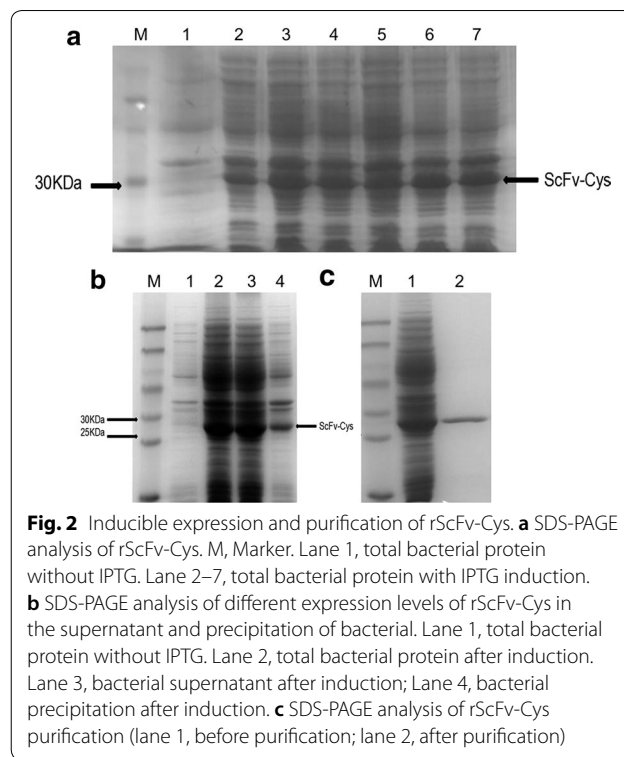 a
M 1 2 3 4 5 6 7
30KDa
ScFv-Cys
b
M 1 2 3 4
30KDa
25KDa
ScFv-Cys
c
M 1 2
Fig. 2 Inducible expression and purification of rScFv-Cys. a SDS-PAGE
analysis of rScFv-Cys. M, Marker. Lane 1, total bacterial protein
without IPTG. Lane 2–7, total bacterial protein with IPTG induction.
b SDS-PAGE analysis of different expression levels of rScFv-Cys in
the supernatant and precipitation of bacterial. Lane 1, total bacterial
protein without IPTG. Lane 2, total bacterial protein after induction.
Lane 3, bacterial supernatant after induction; Lane 4, bacterial
precipitation after induction. c SDS-PAGE analysis of rScFv-Cys
purification (lane 1, before purification; lane 2, after purification)